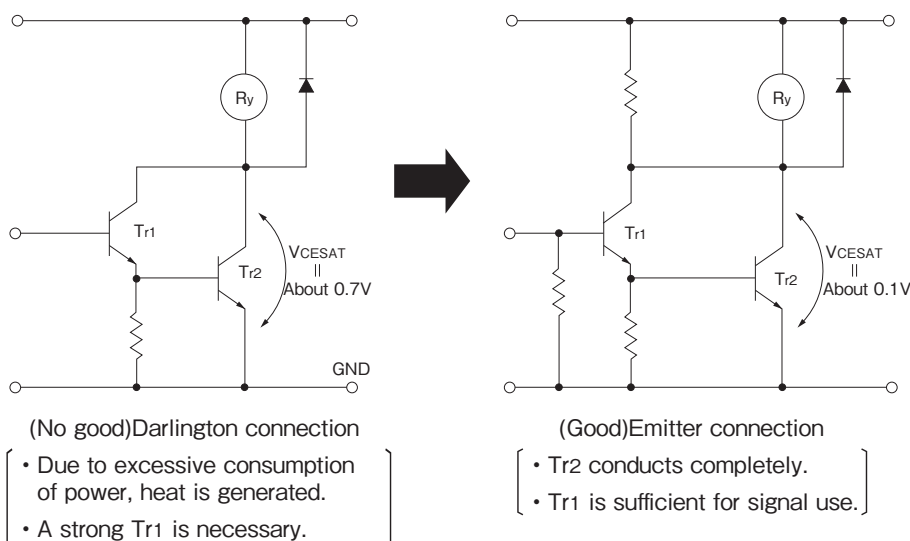 Ry
Tr1
Tr2
VCESAT
=
About 0.7V
GND
(No good)Darlington connection
・Due to excessive consumption
of power, heat is generated.
・A strong Tr1 is necessary.
Ry
Tr1
Tr2
VCESAT
=
About 0.1V
(Good)Emitter connection
・Tr2 conducts completely.
・Tr1 is sufficient for signal use.